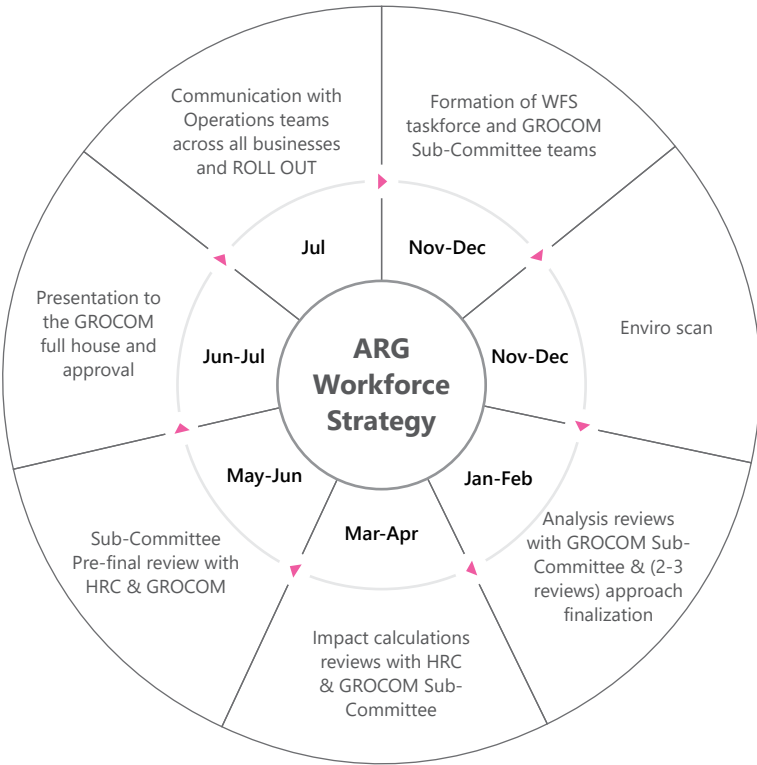 ARG
Workforce
Strategy
Nov-Dec
Formation of WFS
taskforce and GROCOM
Sub-Committee teams
Nov-Dec
Enviro scan
Jan-Feb
Analysis reviews
with GROCOM Sub-
Committee & (2-3
reviews) approach
finalization
Mar-Apr
Impact calculations
reviews with HRC
& GROCOM Sub-
Committee
May-Jun
Sub-Committee
Pre-final review with
HRC & GROCOM
Jun-Jul
Presentation to
the GROCOM
full house and
approval
Jul
Communication with
Operations teams
across all businesses
and ROLL OUT